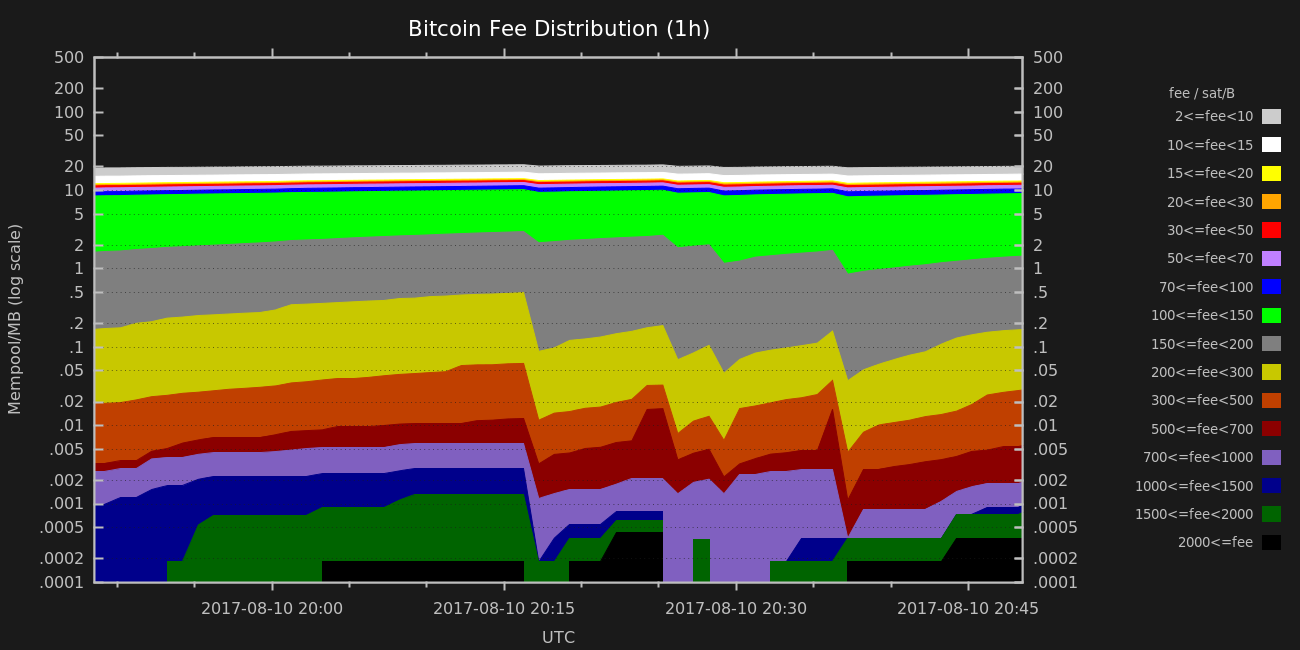 Bitcoin Fee Distribution (1h)
Mempool/MB (log scale)
500
200
100
50
20
10
5
2
1
.5
.2
.1
.05
.02
.01
.005
.002
.001
.0005
.0002
.0001
500
200
100
50
20
10
5
2
1
.5
.2
.1
.05
.02
.01
.005
.002
.001
.0005
.0002
.0001
2017-08-10 20:00
2017-08-10 20:15
2017-08-10 20:30
2017-08-10 20:45
UTC
fee / sat/B
2<=fee<10
10<=fee<15
15<=fee<20
20<=fee<30
30<=fee<50
50<=fee<70
70<=fee<100
100<=fee<150
150<=fee<200
200<=fee<300
300<=fee<500
500<=fee<700
700<=fee<1000
1000<=fee<1500
1500<=fee<2000
2000<=fee